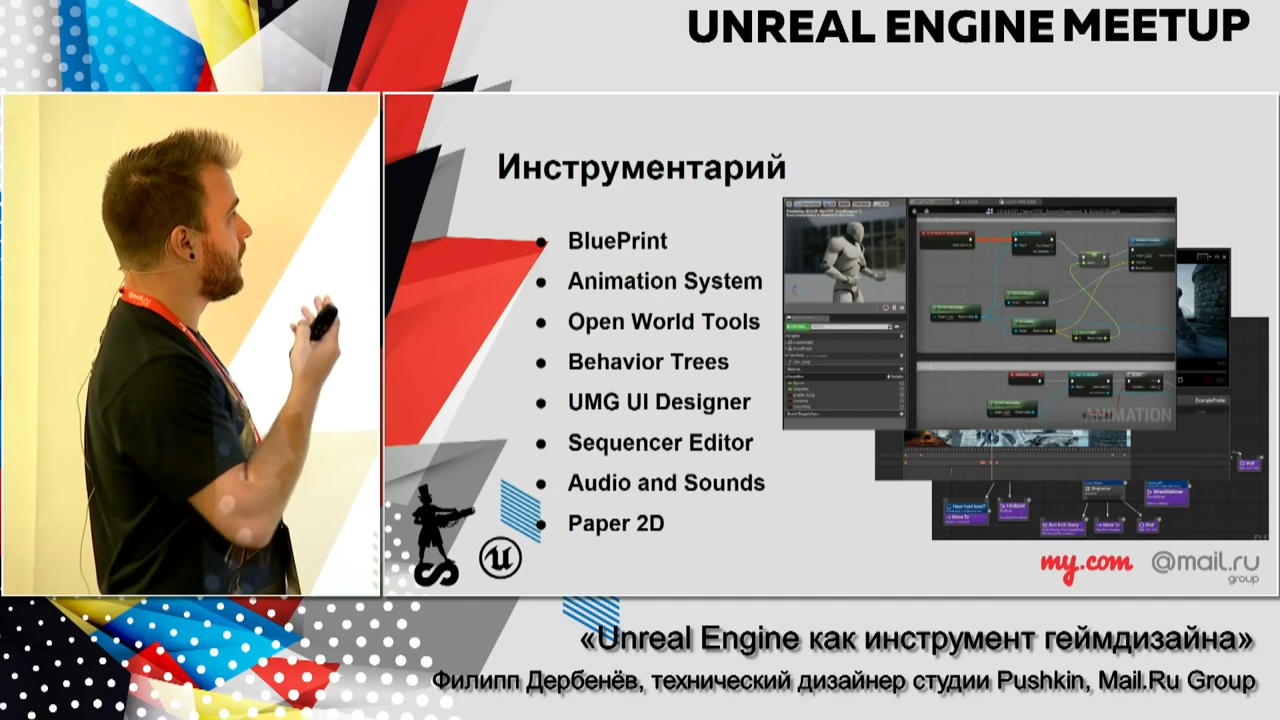 UNREAL ENGINE MEETUP
Инструментарий
BluePrint
Animation System
Open World Tools
Behavior Trees
UMG UI Designer
Sequencer Editor
Audio and Sounds
Paper 2D
ANIMATION
my.com @mail.ru
group
«Unreal Engine как инструмент геймдизайна»
Филипп Дербенёв, технический дизайнер студии Pushkin, Mail.Ru Group